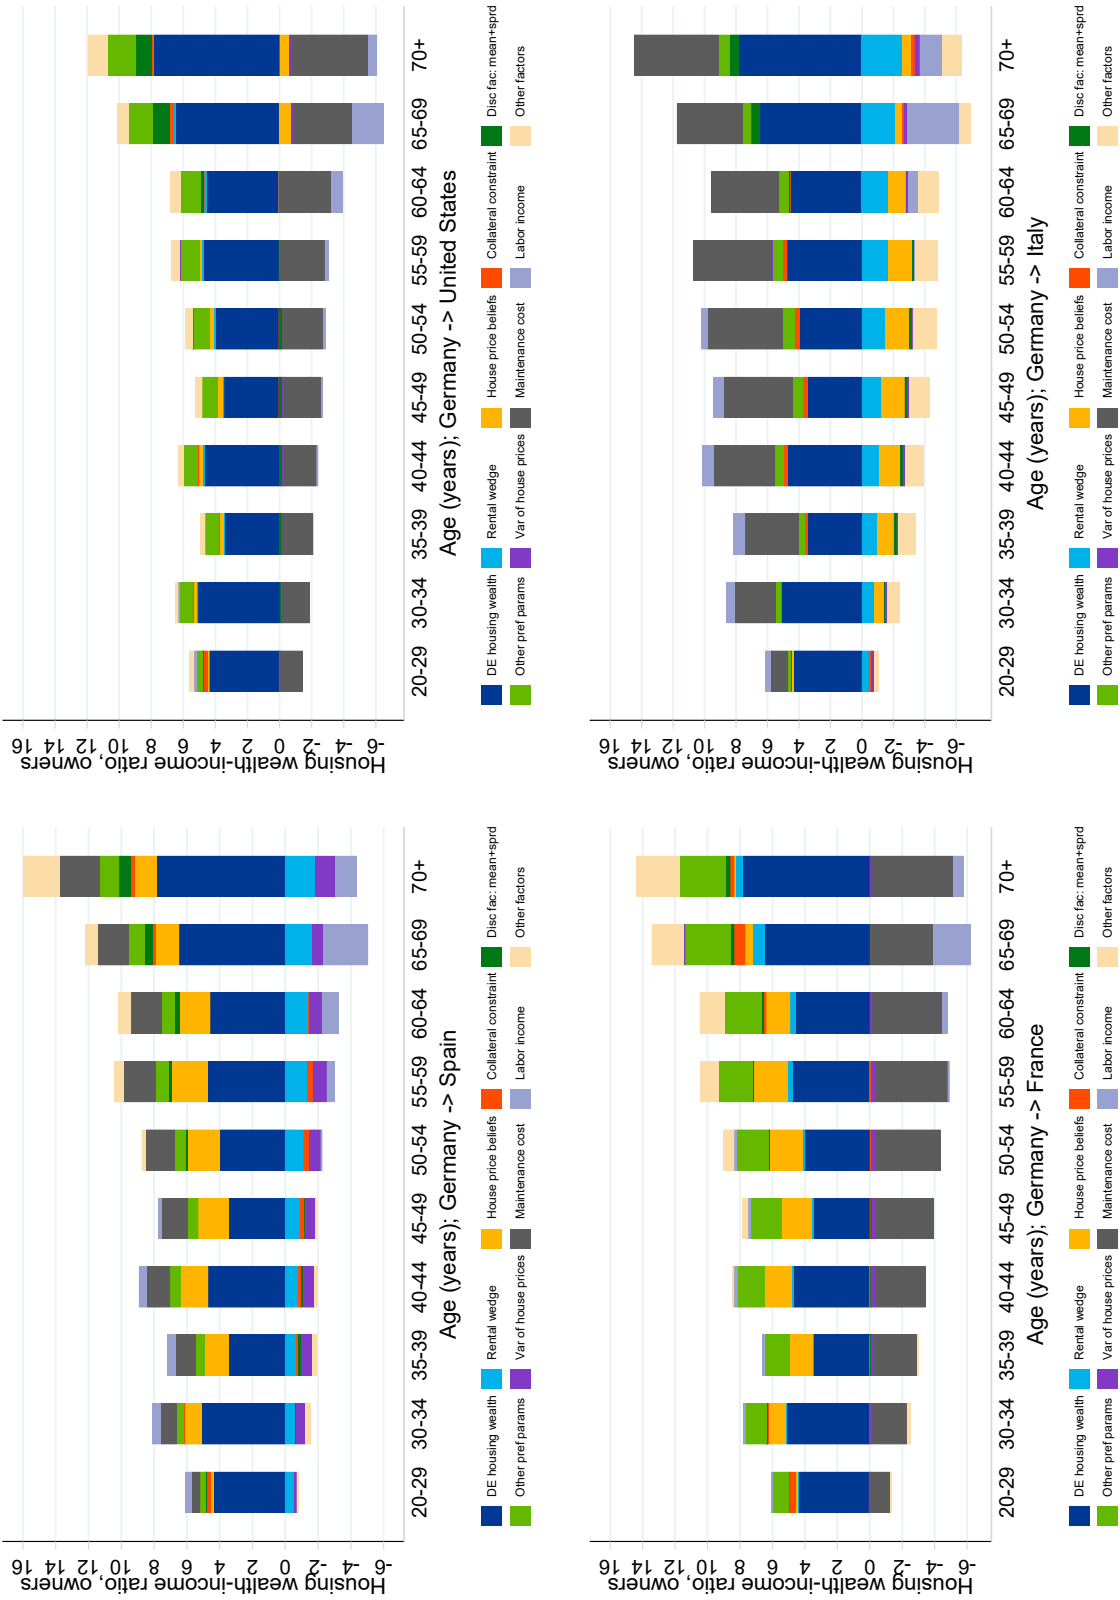 Housing wealth-income ratio, owners
16
14
12
10
8
6
4
2
0
-2
-4
-6
20-29 30-34 35-39 40-44 45-49 50-54 55-59 60-64 65-69 70+
Age (years); Germany -> Spain
DE housing wealth Rental wedge House price beliefs Collateral constraint Disc fac: mean+sprd
Other pref params Var of house prices Maintenance cost Labor income Other factors
Housing wealth-income ratio, owners
16
14
12
10
8
6
4
2
0
-2
-4
-6
20-29 30-34 35-39 40-44 45-49 50-54 55-59 60-64 65-69 70+
Age (years); Germany -> United States
DE housing wealth Rental wedge House price beliefs Collateral constraint Disc fac: mean+sprd
Other pref params Var of house prices Maintenance cost Labor income Other factors
Housing wealth-income ratio, owners
16
14
12
10
8
6
4
2
0
-2
-4
-6
20-29 30-34 35-39 40-44 45-49 50-54 55-59 60-64 65-69 70+
Age (years); Germany -> France
DE housing wealth Rental wedge House price beliefs Collateral constraint Disc fac: mean+sprd
Other pref params Var of house prices Maintenance cost Labor income Other factors
Housing wealth-income ratio, owners
16
14
12
10
8
6
4
2
0
-2
-4
-6
20-29 30-34 35-39 40-44 45-49 50-54 55-59 60-64 65-69 70+
Age (years); Germany -> Italy
DE housing wealth Rental wedge House price beliefs Collateral constraint Disc fac: mean+sprd
Other pref params Var of house prices Maintenance cost Labor income Other factors